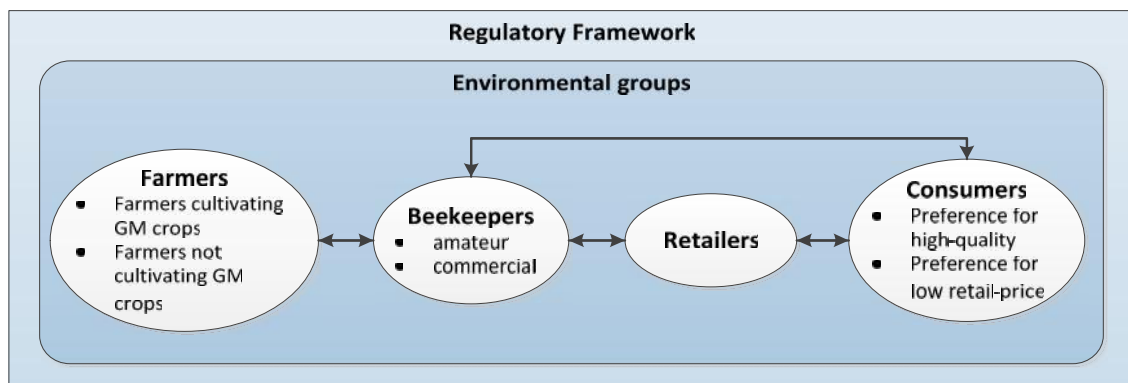 Regulatory Framework
Environmental groups
Farmers
▪ Farmers cultivating
GM crops
▪ Farmers not
cultivating GM
crops
Beekeepers
▪ amateur
▪ commercial
Retailers
Consumers
• Preference for
high-quality
• Preference for
low retail-price